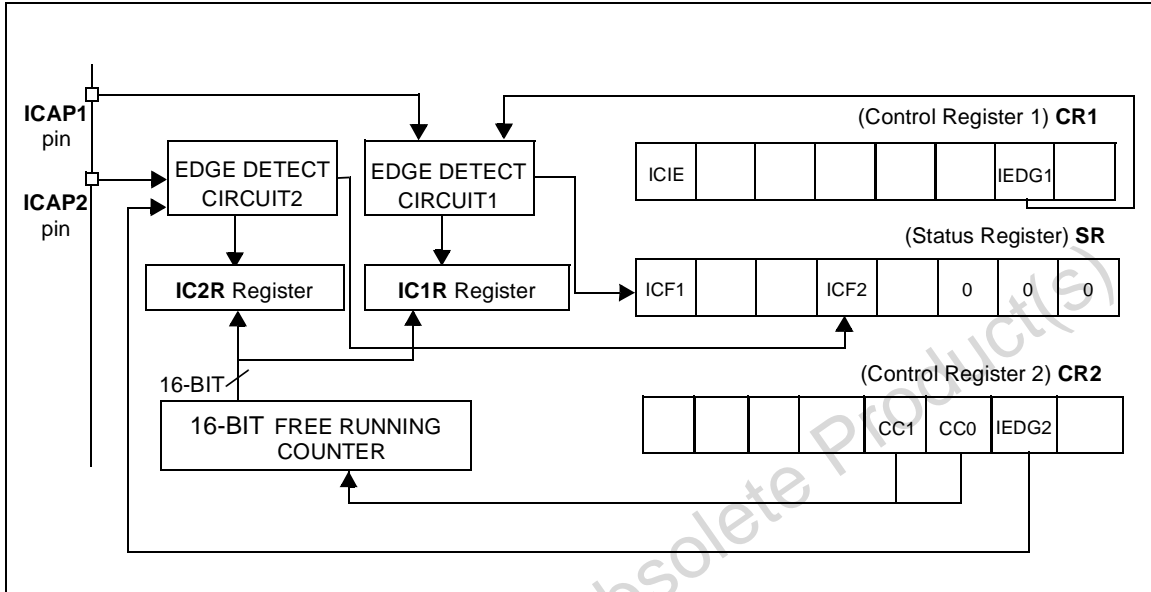 ICAP1
pin
ICAP2
pin
EDGE DETECT
CIRCUIT2
EDGE DETECT
CIRCUIT1
IC2R Register
IC1R Register
16-BIT
16-BIT FREE RUNNING
COUNTER
(Control Register 1) CR1
ICIE IEDG1
(Status Register) SR
ICF1 ICF2 0 0 0
(Control Register 2) CR2
CC1 CC0 IEDG2
Product(s)